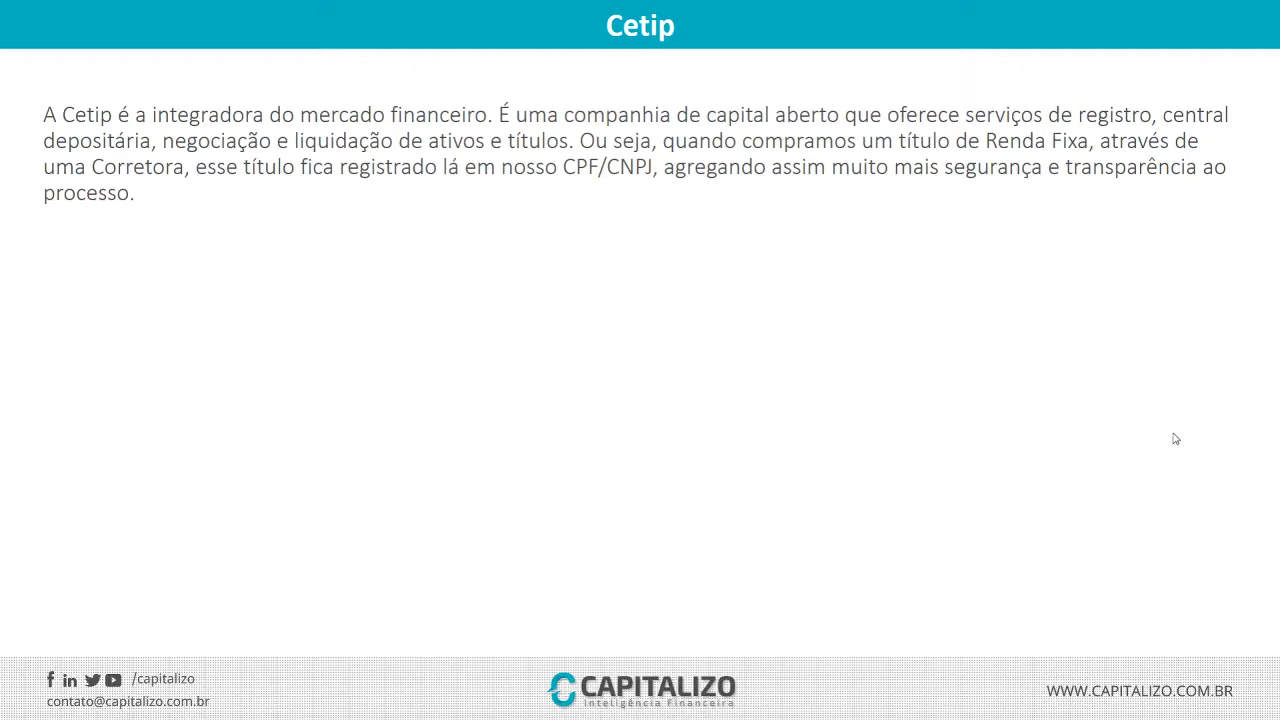 Cetip
A Cetip é a integradora do mercado financeiro. É uma companhia de capital aberto que oferece serviços de registro, central
depositária, negociação e liquidação de ativos e títulos. Ou seja, quando compramos um título de Renda Fixa, através de
uma Corretora, esse título fica registrado lá em nosso CPF/CNPJ, agregando assim muito mais segurança e transparência ao
processo.
/capitalizo
contato@capitalizo.com.br
CAPITALIZO
Inteligência Financeira
WWW.CAPITALIZO.COM.BR